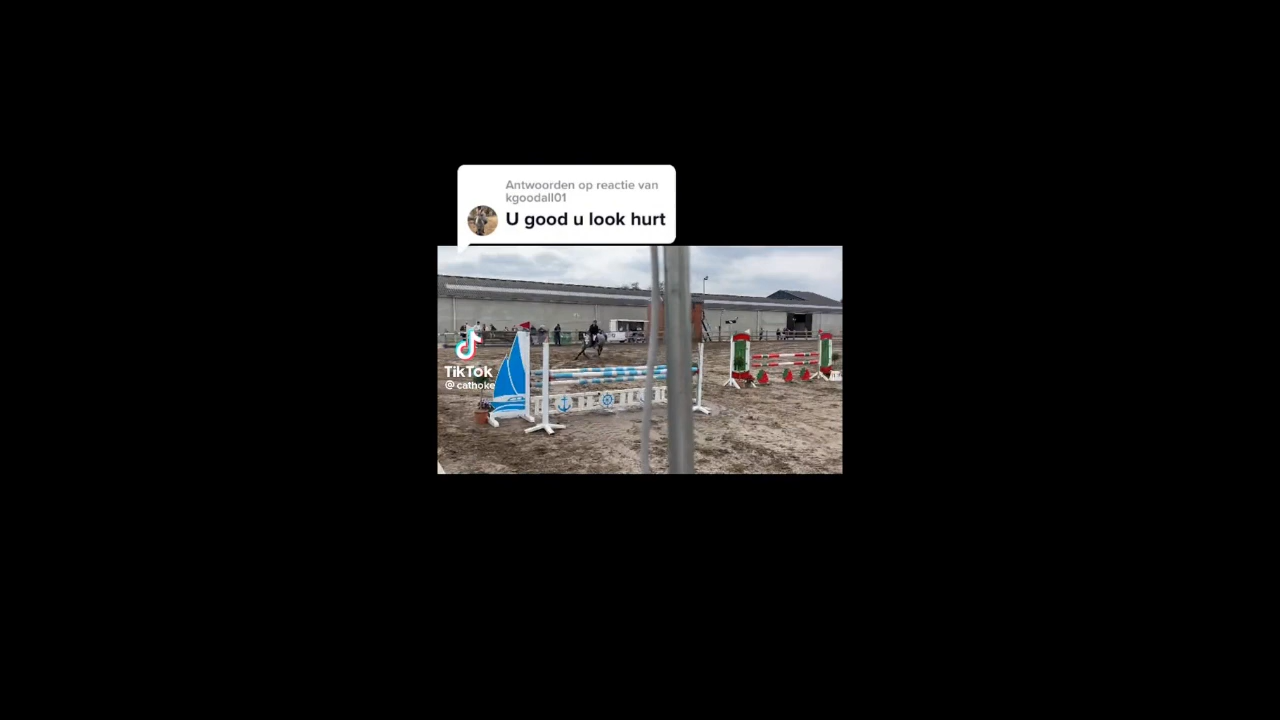 Antwoorden op reactie van
kgoodall01
U good u look hurt
TikTok
@cathoke